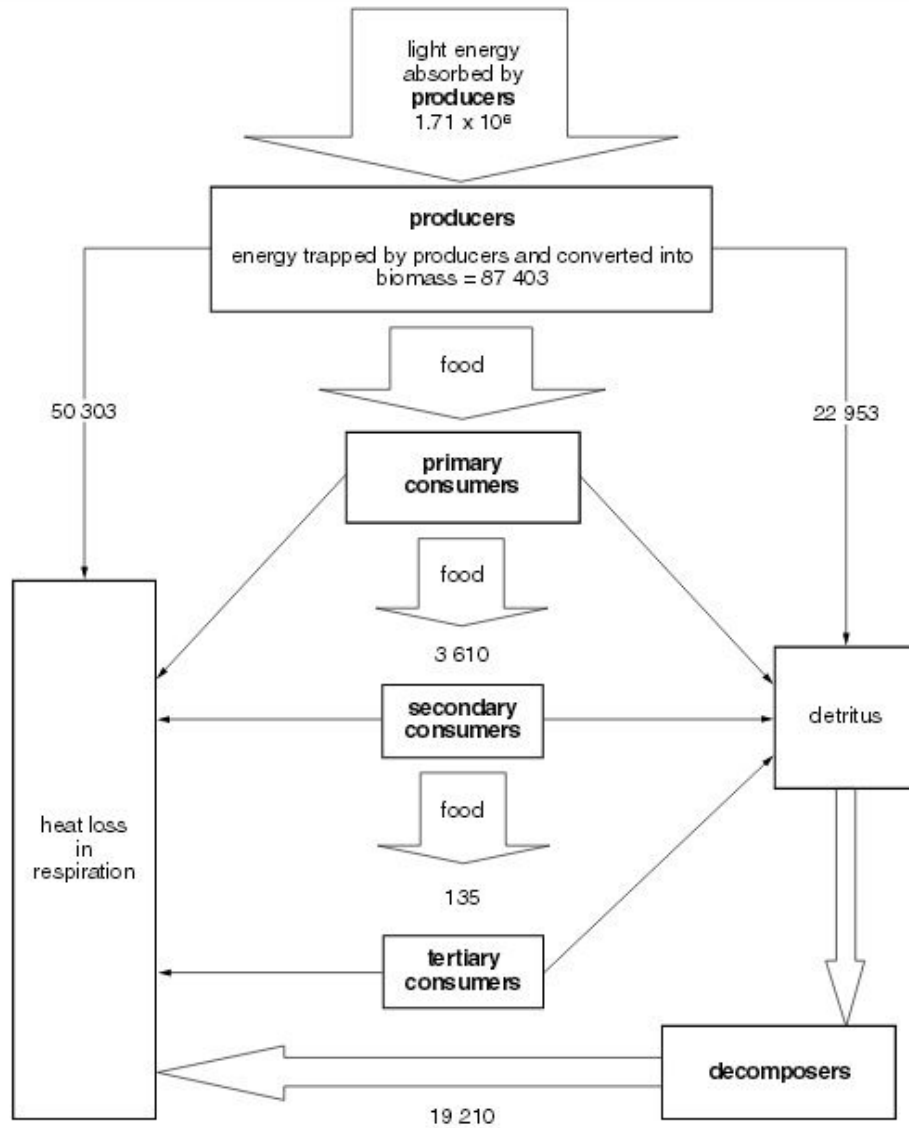 light energy
absorbed by
producers
1.71 x 10⁶
producers
energy trapped by producers and converted into
biomass = 87 403
food
50 303
22 953
primary
consumers
food
3 610
secondary
consumers
detritus
food
heat loss
in
respiration
135
tertiary
consumers
decomposers
19 210